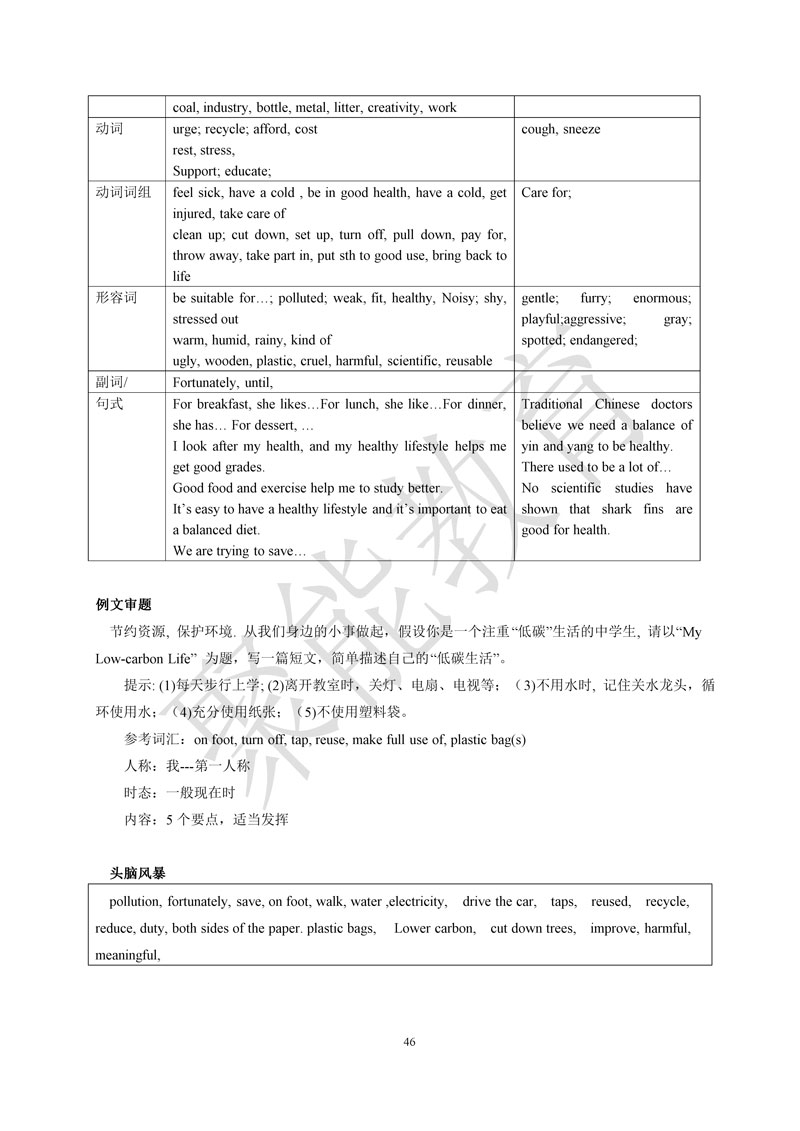 coal, industry, bottle, metal, litter, creativity, work
动词 urge; recycle; afford, cost cough, sneeze
rest, stress,
Support; educate;
动词词组 feel sick, have a cold , be in good health, have a cold, get Care for;
injured, take care of
clean up; cut down, set up, turn off, pull down, pay for,
throw away, take part in, put sth to good use, bring back to
life
形容词 be suitable for…; polluted; weak, fit, healthy, Noisy; shy, gentle; furry; enormous;
stressed out playful;aggressive; gray;
warm, humid, rainy, kind of spotted; endangered;
ugly, wooden, plastic, cruel, harmful, scientific, reusable
副词/ Fortunately, until,
句式 For breakfast, she likes…For lunch, she like…For dinner, Traditional Chinese doctors
she has… For dessert, … believe we need a balance of
I look after my health, and my healthy lifestyle helps me yin and yang to be healthy.
get good grades. There used to be a lot of…
Good food and exercise help me to study better. No scientific studies have
It’s easy to have a healthy lifestyle and it’s important to eat shown that shark fins are
a balanced diet. good for health.
We are trying to save…
例文审题
节约资源, 保护环境. 从我们身边的小事做起，假设你是一个注重“低碳”生活的中学生, 请以“My
Low-carbon Life” 为题，写一篇短文，简单描述自己的“低碳生活”。
提示: (1)每天步行上学; (2)离开教室时，关灯、电扇、电视等；（3)不用水时, 记住关水龙头，循
环使用水；（4)充分使用纸张；（5)不使用塑料袋。
参考词汇：on foot, turn off, tap, reuse, make full use of, plastic bag(s)
人称：我---第一人称
时态：一般现在时
内容：5 个要点，适当发挥
头脑风暴
pollution, fortunately, save, on foot, walk, water ,electricity, drive the car, taps, reused, recycle,
reduce, duty, both sides of the paper. plastic bags, Lower carbon, cut down trees, improve, harmful,
meaningful,
46
聚能教育